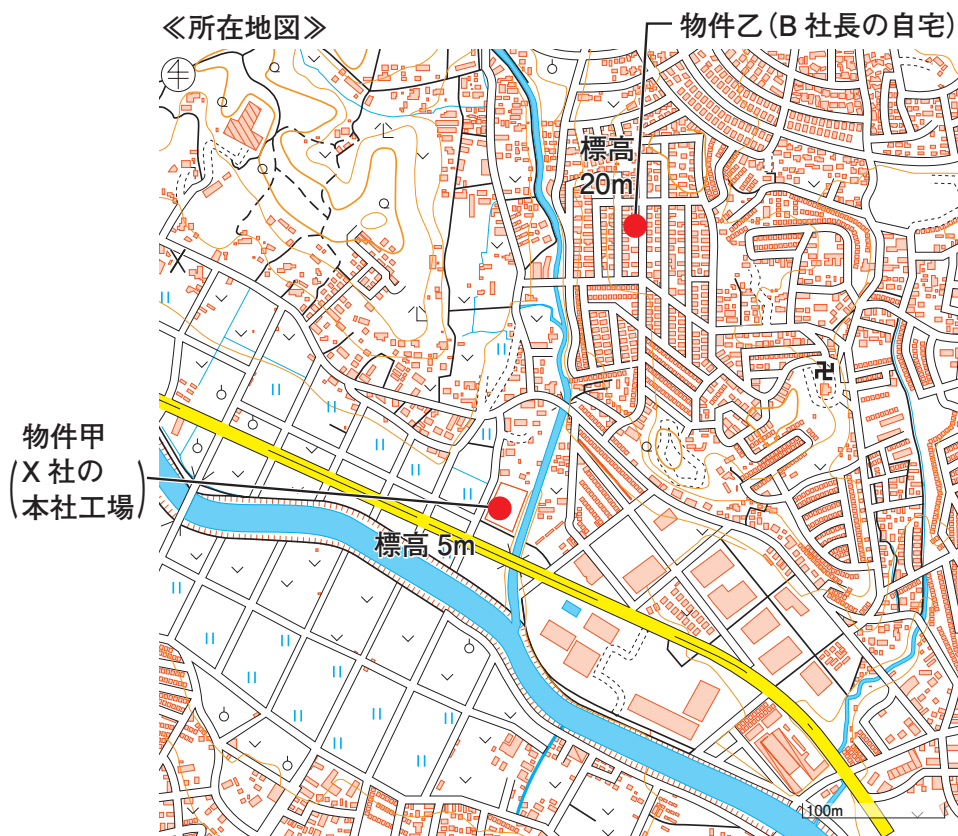 ≪所在地図≫
物件乙(B 社長の自宅)
標高
20m
物件甲
(X 社の
本社工場)
標高 5m
100m